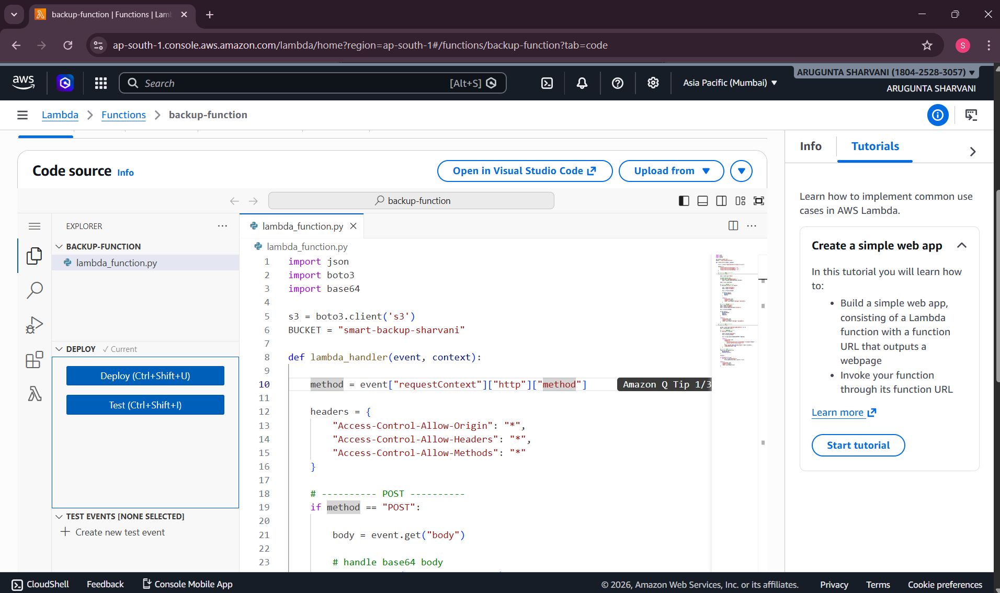 backup-function | Functions | Lam
ap-south-1.console.aws.amazon.com/lambda/home?region=ap-south-1#/functions/backup-function?tab=code
S
aws
Search
[Alt+S]
Asia Pacific (Mumbai)
ARUGUNTA SHARVANI (1804-2528-3057)
ARUGUNTA SHARVANI
Lambda
Functions
backup-function
Code source
Info
Open in Visual Studio Code
Upload from
backup-function
EXPLORER
BACKUP-FUNCTION
lambda_function.py
DEPLOY
✓ Current
Deploy (Ctrl+Shift+U)
Test (Ctrl+Shift+I)
TEST EVENTS [NONE SELECTED]
Create new test event
lambda_function.py
lambda_function.py
1 import json
2 import boto3
3 import base64
4
5 s3 = boto3.client('s3')
6 BUCKET = "smart-backup-sharvani"
7
8 def lambda_handler(event, context):
9
10 method = event["requestContext"]["http"]["method"]
Amazon Q Tip 1/3
11
12 headers = {
13 "Access-Control-Allow-Origin": "*",
14 "Access-Control-Allow-Headers": "*",
15 "Access-Control-Allow-Methods": "*"
16 }
17
18 # ---------- POST ----------
19 if method == "POST":
20
21 body = event.get("body")
22
23 # handle base64 body
Info
Tutorials
Learn how to implement common use
cases in AWS Lambda.
Create a simple web app
In this tutorial you will learn how
to:
• Build a simple web app,
consisting of a Lambda
function with a function
URL that outputs a
webpage
• Invoke your function
through its function URL
Learn more
Start tutorial
CloudShell
Feedback
Console Mobile App
© 2026, Amazon Web Services, Inc. or its affiliates.
Privacy
Terms
Cookie preferences